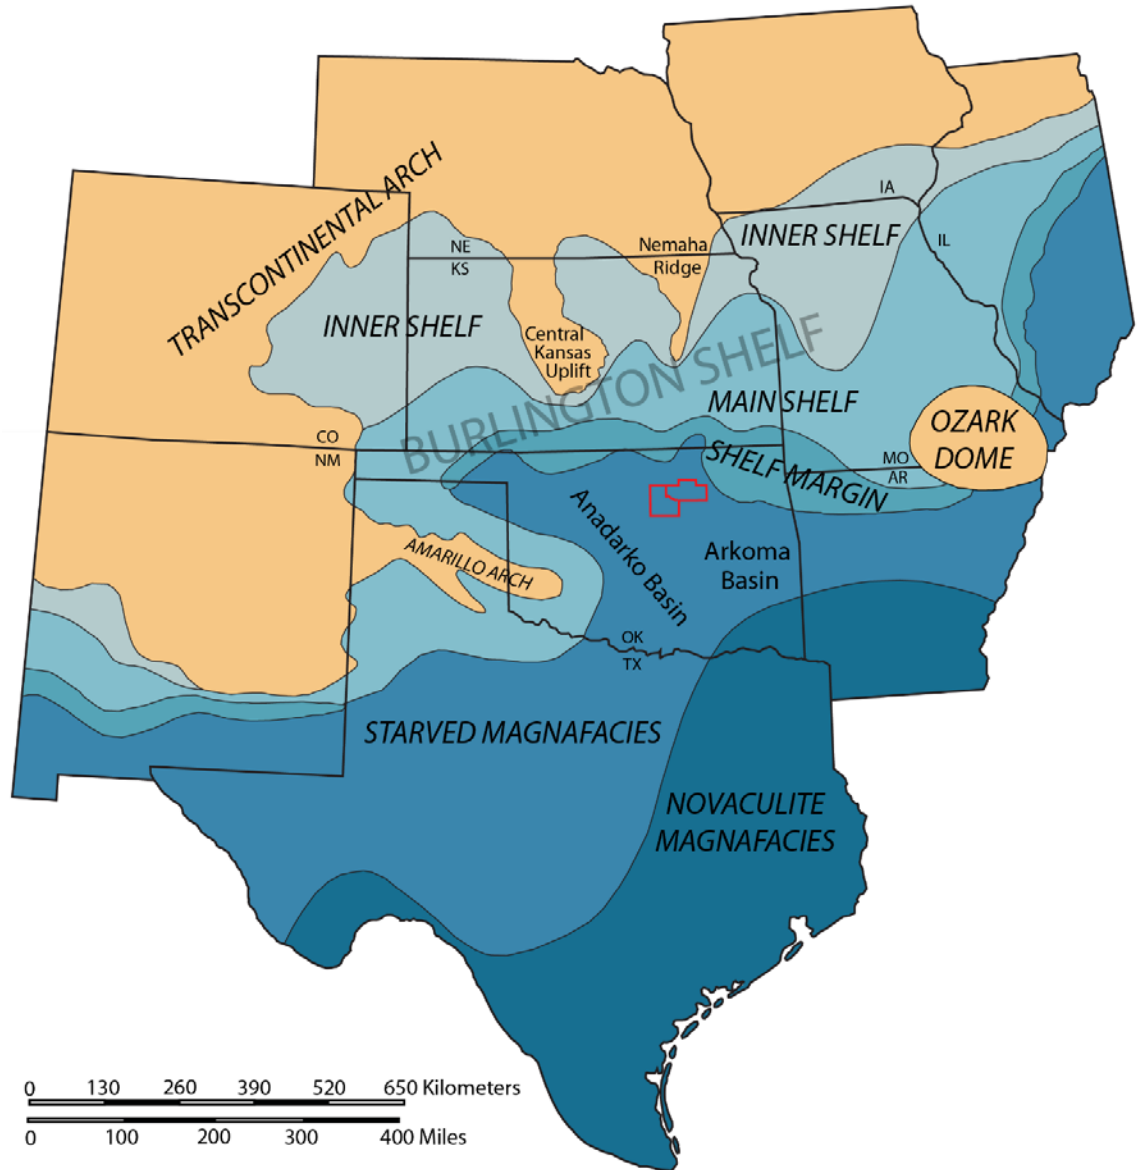 TRANSCONTINENTAL ARCH
IA
INNER SHELF
IL
NE
KS
Nemaha
Ridge
INNER SHELF
Central
Kansas
Uplift
BURLINGTON SHELF
MAIN SHELF
OZARK
DOME
CO
NM
MO
AR
SHELF MARGIN
Anadarko Basin
AMARILLO ARCH
Arkoma
Basin
OK
TX
STARVED MAGNAFACIES
NOVACULITE
MAGNAFACIES
0 130 260 390 520 650 Kilometers
0 100 200 300 400 Miles